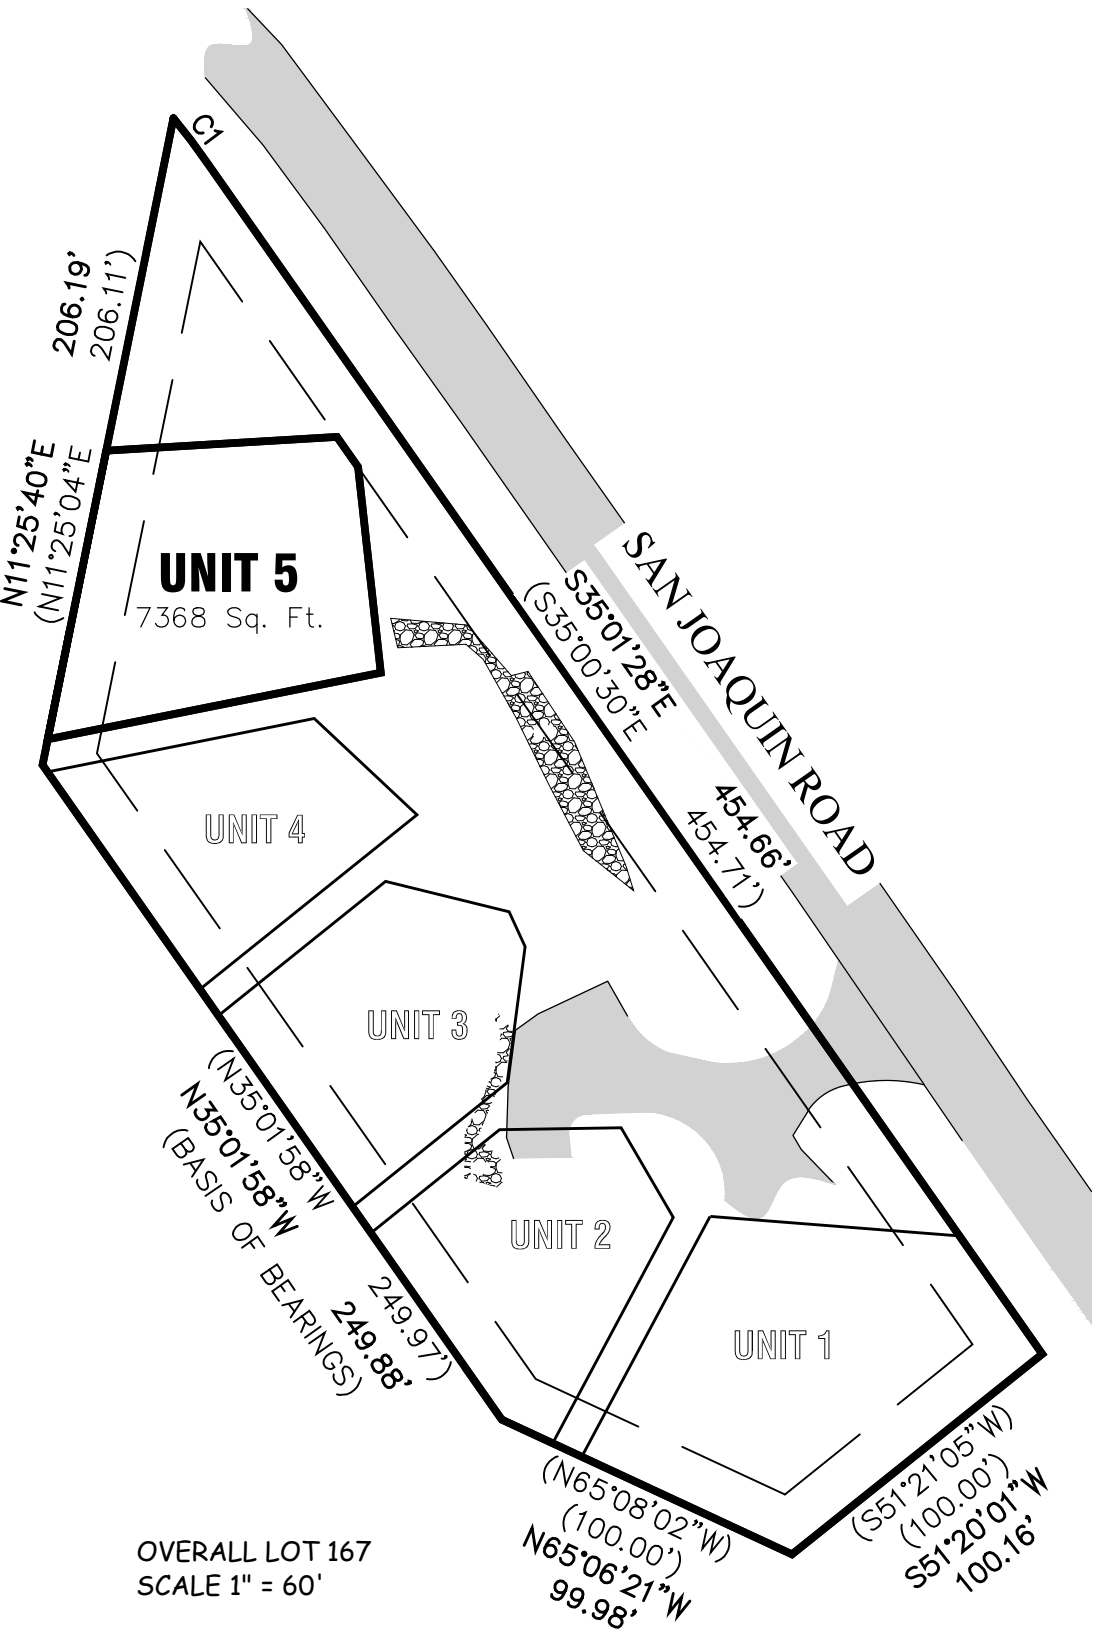 C1
206.19'
206.11')
N11°25'40"E
(N11°25'04"E
UNIT 5
7368 Sq. Ft.
SAN JOAQUIN ROAD
S35°01'28"E
(S35°00'30"E
454.66'
454.71')
UNIT 4
UNIT 3
(N35°01'58"W
N35°01'58"W
(BASIS OF BEARINGS)
249.97')
249.88'
UNIT 2
UNIT 1
(N65°08'02"W)
(100.00')
N65°06'21"W
99.98'
(S51°21'05"W)
(100.00')
S51°20'01"W
100.16'
OVERALL LOT 167
SCALE 1" = 60'